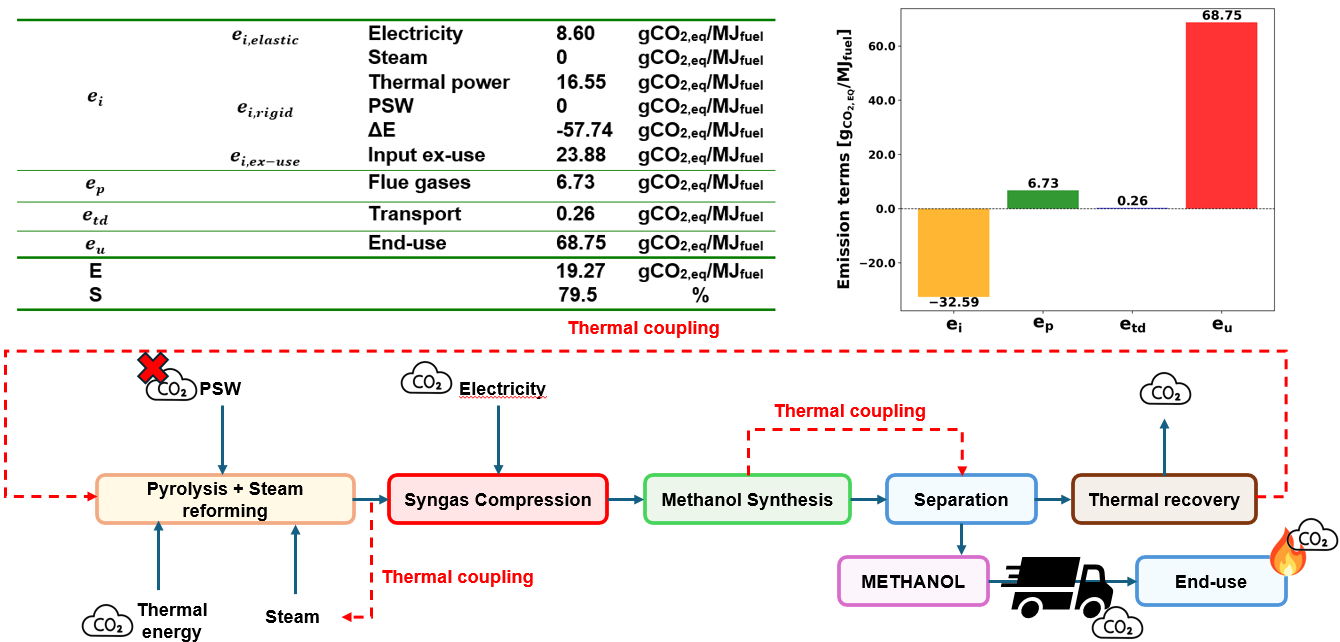 e_i,elastic Electricity 8.60 gCO2,eq/MJfuel
Steam 0 gCO2,eq/MJfuel
Thermal power 16.55 gCO2,eq/MJfuel
e_i e_i,rigid PSW 0 gCO2,eq/MJfuel
ΔE -57.74 gCO2,eq/MJfuel
e_i,ex−use Input ex-use 23.88 gCO2,eq/MJfuel
e_p Flue gases 6.73 gCO2,eq/MJfuel
e_td Transport 0.26 gCO2,eq/MJfuel
e_u End-use 68.75 gCO2,eq/MJfuel
E 19.27 gCO2,eq/MJfuel
S 79.5 %
Emission terms [gCO2,EQ/MJfuel]
60.0
40.0
20.0
0.0
−20.0
−32.59
6.73
0.26
68.75
e_i e_p e_td e_u
Thermal coupling
CO2 PSW
CO2 Electricity
Thermal coupling
CO2
Pyrolysis + Steam
reforming
Syngas Compression
Methanol Synthesis
Separation
Thermal recovery
Thermal coupling
CO2 Thermal
energy
Steam
METHANOL
CO2
End-use
CO2